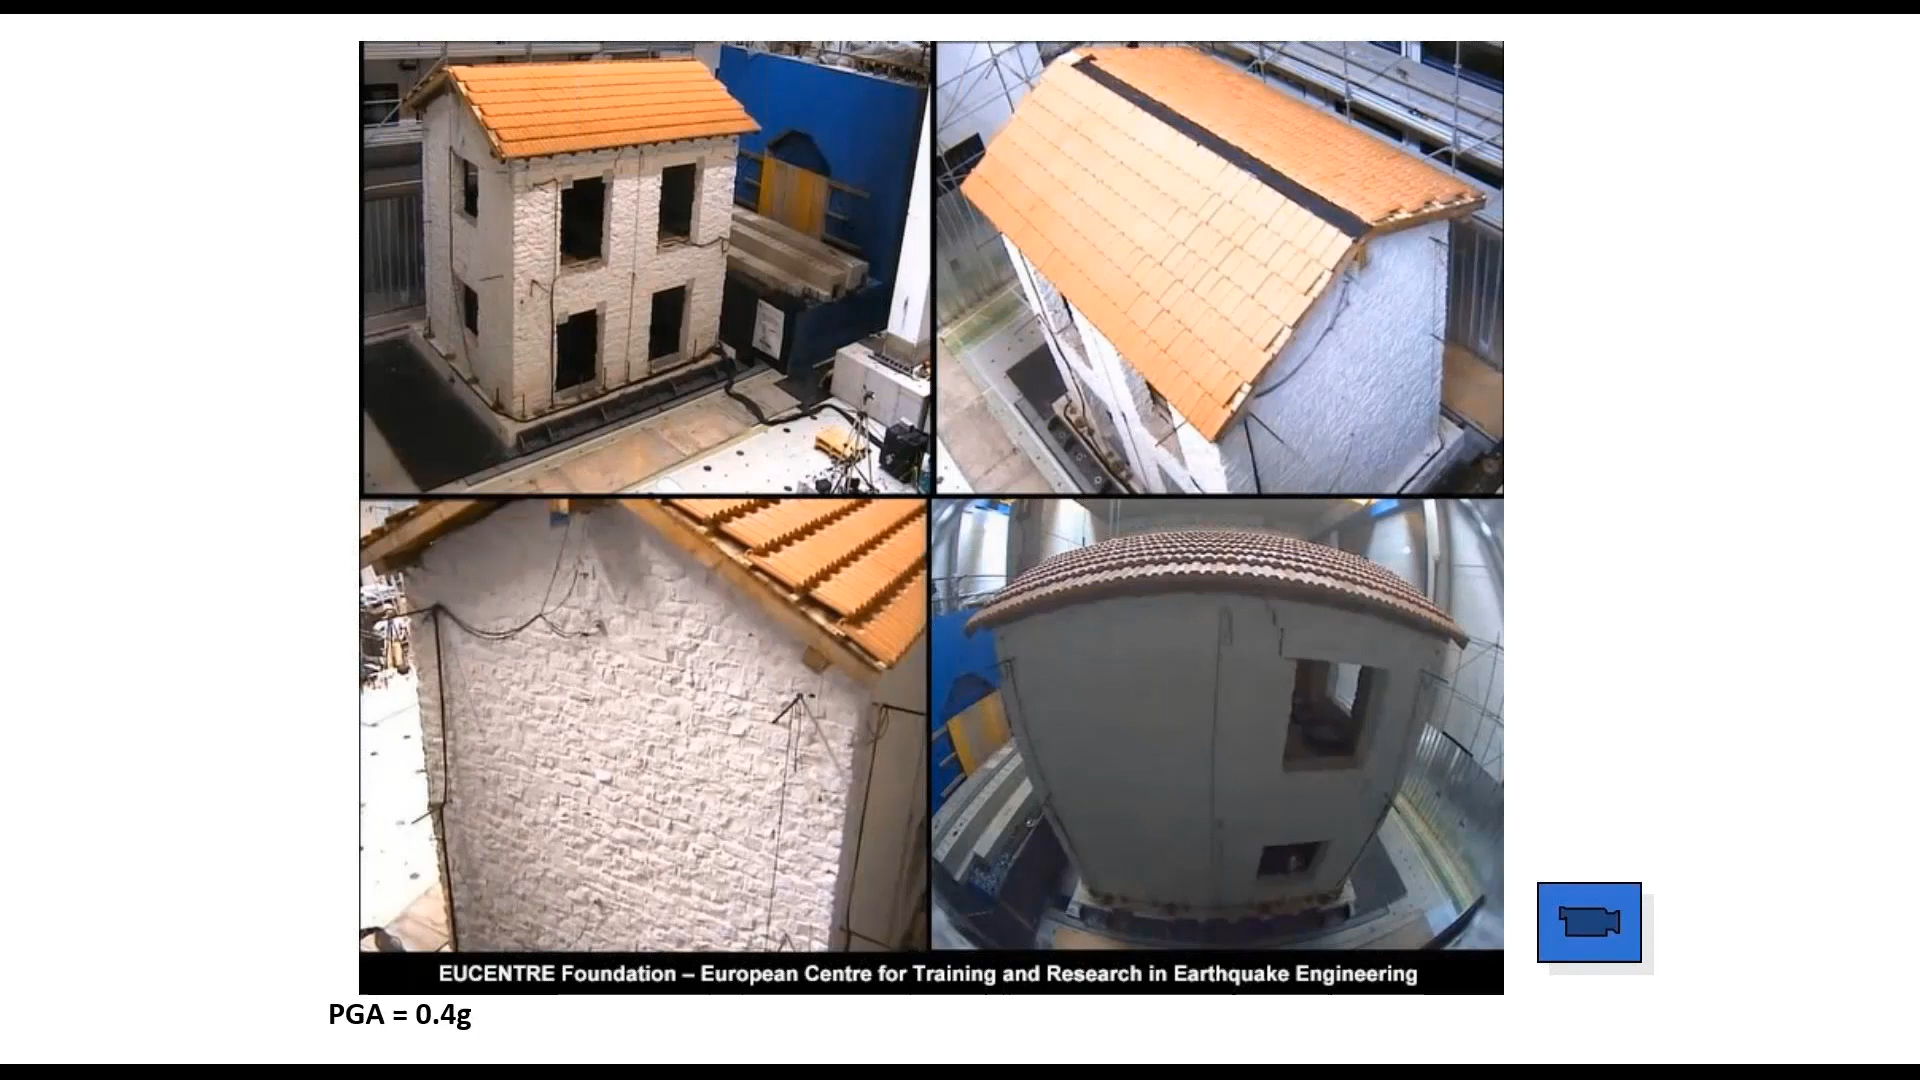 EUCENTRE Foundation – European Centre for Training and Research in Earthquake Engineering
PGA = 0.4g